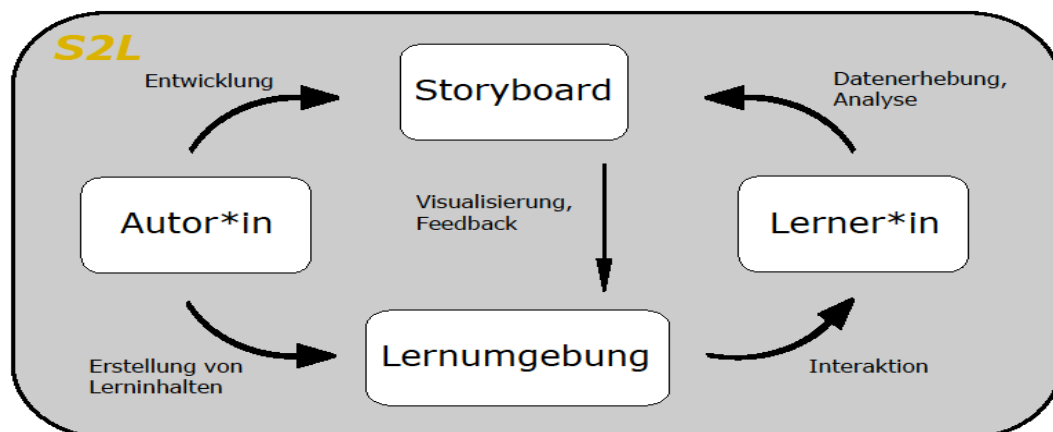 S2L
Entwicklung
Storyboard
Datenerhebung,
Analyse
Autor*in
Visualisierung,
Feedback
Lerner*in
Erstellung von
Lerninhalten
Lernumgebung
Interaktion